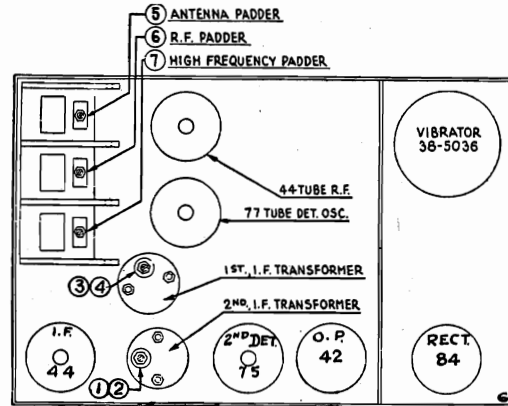 ⑤ ANTENNA PADDER
⑥ R.F. PADDER
⑦ HIGH FREQUENCY PADDER
VIBRATOR
38-5036
44 TUBE R.F.
77 TUBE DET. OSC.
1ST., I.F. TRANSFORMER
③④
2ND., I.F. TRANSFORMER
I.F.
44
①②
2ND DET.
75
O.P.
42
RECT.
84
6